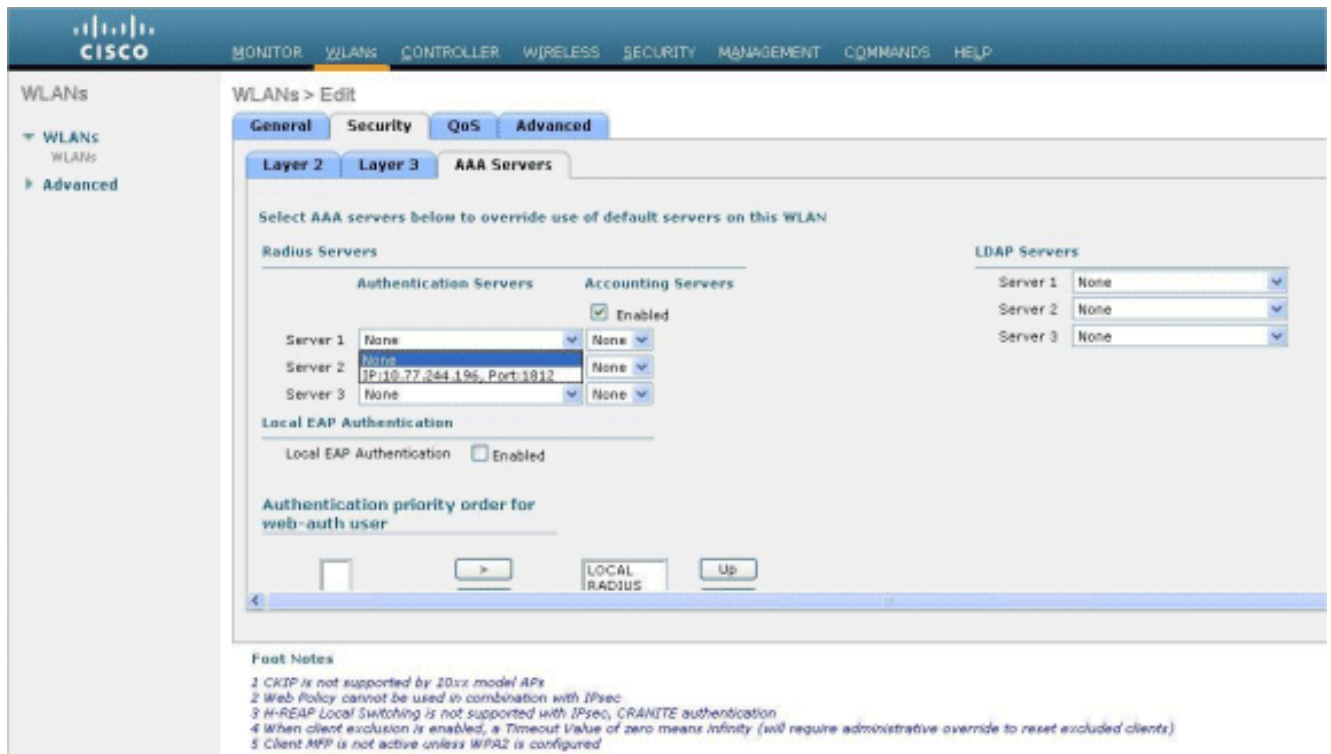 CISCO
MONITOR WLANs CONTROLLER WIRELESS SECURITY MANAGEMENT COMMANDS HELP
WLANs
WLANs
WLANs
Advanced
WLANs > Edit
General Security QoS Advanced
Layer 2 Layer 3 AAA Servers
Select AAA servers below to override use of default servers on this WLAN
Radius Servers
LDAP Servers
Authentication Servers Accounting Servers
Enabled
Server 1 None None
None
IP:10.77.244.196, Port:1812
Server 2 None
Server 3 None None
Server 1 None
Server 2 None
Server 3 None
Local EAP Authentication
Local EAP Authentication Enabled
Authentication priority order for
web-auth user
>
LOCAL
RADIUS
Up
Foot Notes
1 CKIP is not supported by 10xx model APs
2 Web Policy cannot be used in combination with IPsec
3 H-REAP Local Switching is not supported with IPsec, CRANITE authentication
4 When client exclusion is enabled, a Timeout Value of zero means infinity (will require administrative override to reset excluded clients)
5 Client MFP is not active unless WPA2 is configured